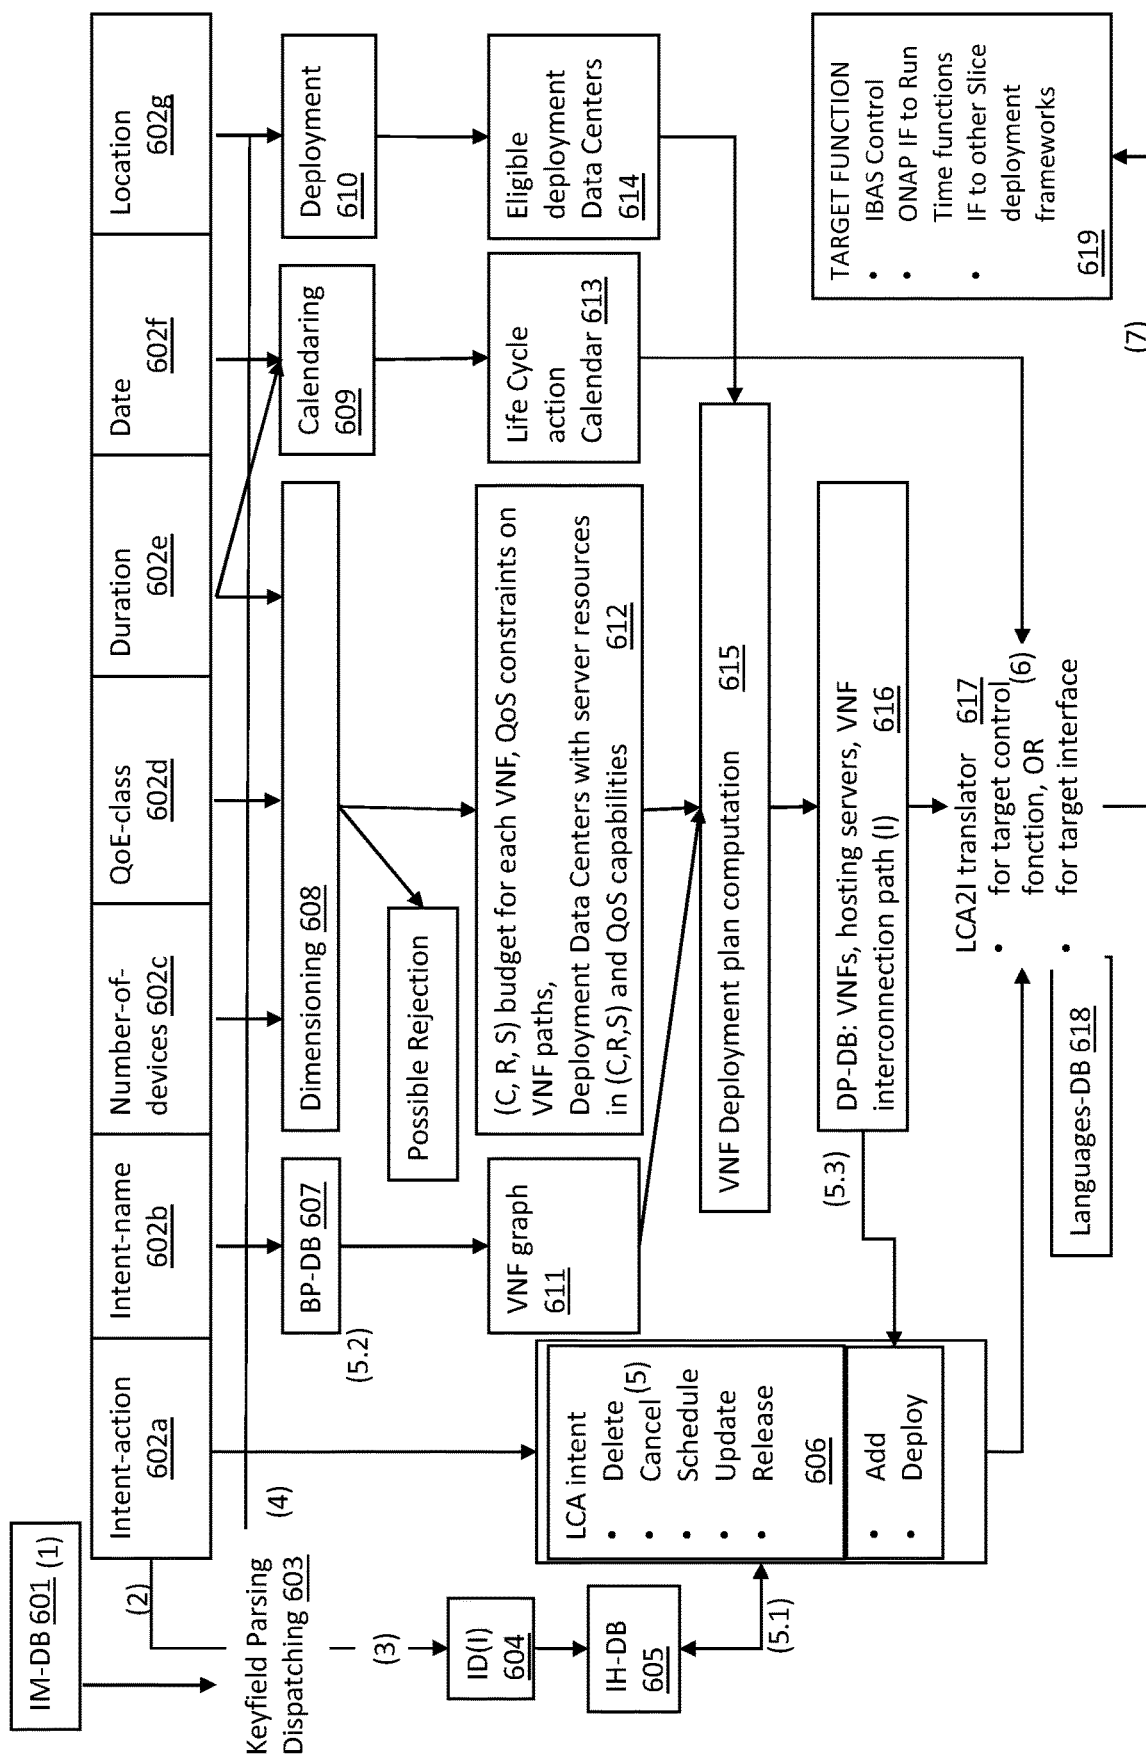 IM-DB 601 (1)
(2)
Keyfield Parsing
Dispatching 603
(3)
(4)
ID(I)
604
IH-DB
605
(5.1)
Intent-action
602a
Intent-name
602b
Number-of-
devices 602c
QoE-class
602d
Duration
602e
Date
602f
Location
602g
BP-DB 607
(5.2)
Dimensioning 608
Calendaring
609
Deployment
610
Possible Rejection
VNF graph
611
(C, R, S) budget for each VNF, QoS constraints on
VNF paths,
Deployment Data Centers with server resources
in (C,R,S) and QoS capabilities 612
Life Cycle
action
Calendar 613
Eligible
deployment
Data Centers
614
LCA intent
• Delete
• Cancel (5)
• Schedule
• Update
• Release
606
• Add
• Deploy
VNF Deployment plan computation 615
DP-DB: VNFs, hosting servers, VNF
interconnection path (I) 616
(5.3)
LCA2I translator 617
• for target control
fonction, OR
• for target interface
(6)
Languages-DB 618
(7)
TARGET FUNCTION
• IBAS Control
• ONAP IF to Run
Time functions
• IF to other Slice
deployment
frameworks
619